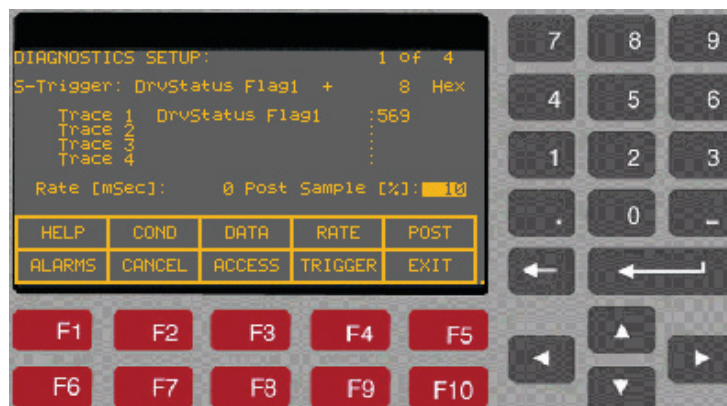 DIAGNOSTICS SETUP: 1 of 4
S-Trigger: DrvStatus Flag1 + 8 Hex
Trace 1 DrvStatus Flag1 :569
Trace 2 :
Trace 3 :
Trace 4 :
Rate [mSec]: 0 Post Sample [%]: 10
HELP COND DATA RATE POST
ALARMS CANCEL ACCESS TRIGGER EXIT
F1 F2 F3 F4 F5
F6 F7 F8 F9 F10
7 8 9
4 5 6
1 2 3
. 0 -